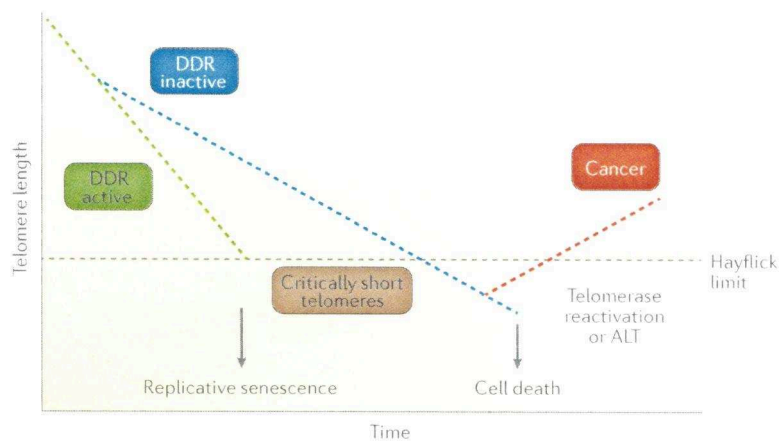 DDR
inactive
Cancer
DDR
active
Telomere length
Hayflick
limit
Critically short
telomeres
Telomerase
reactivation
or ALT
Replicative senescence
Cell death
Time